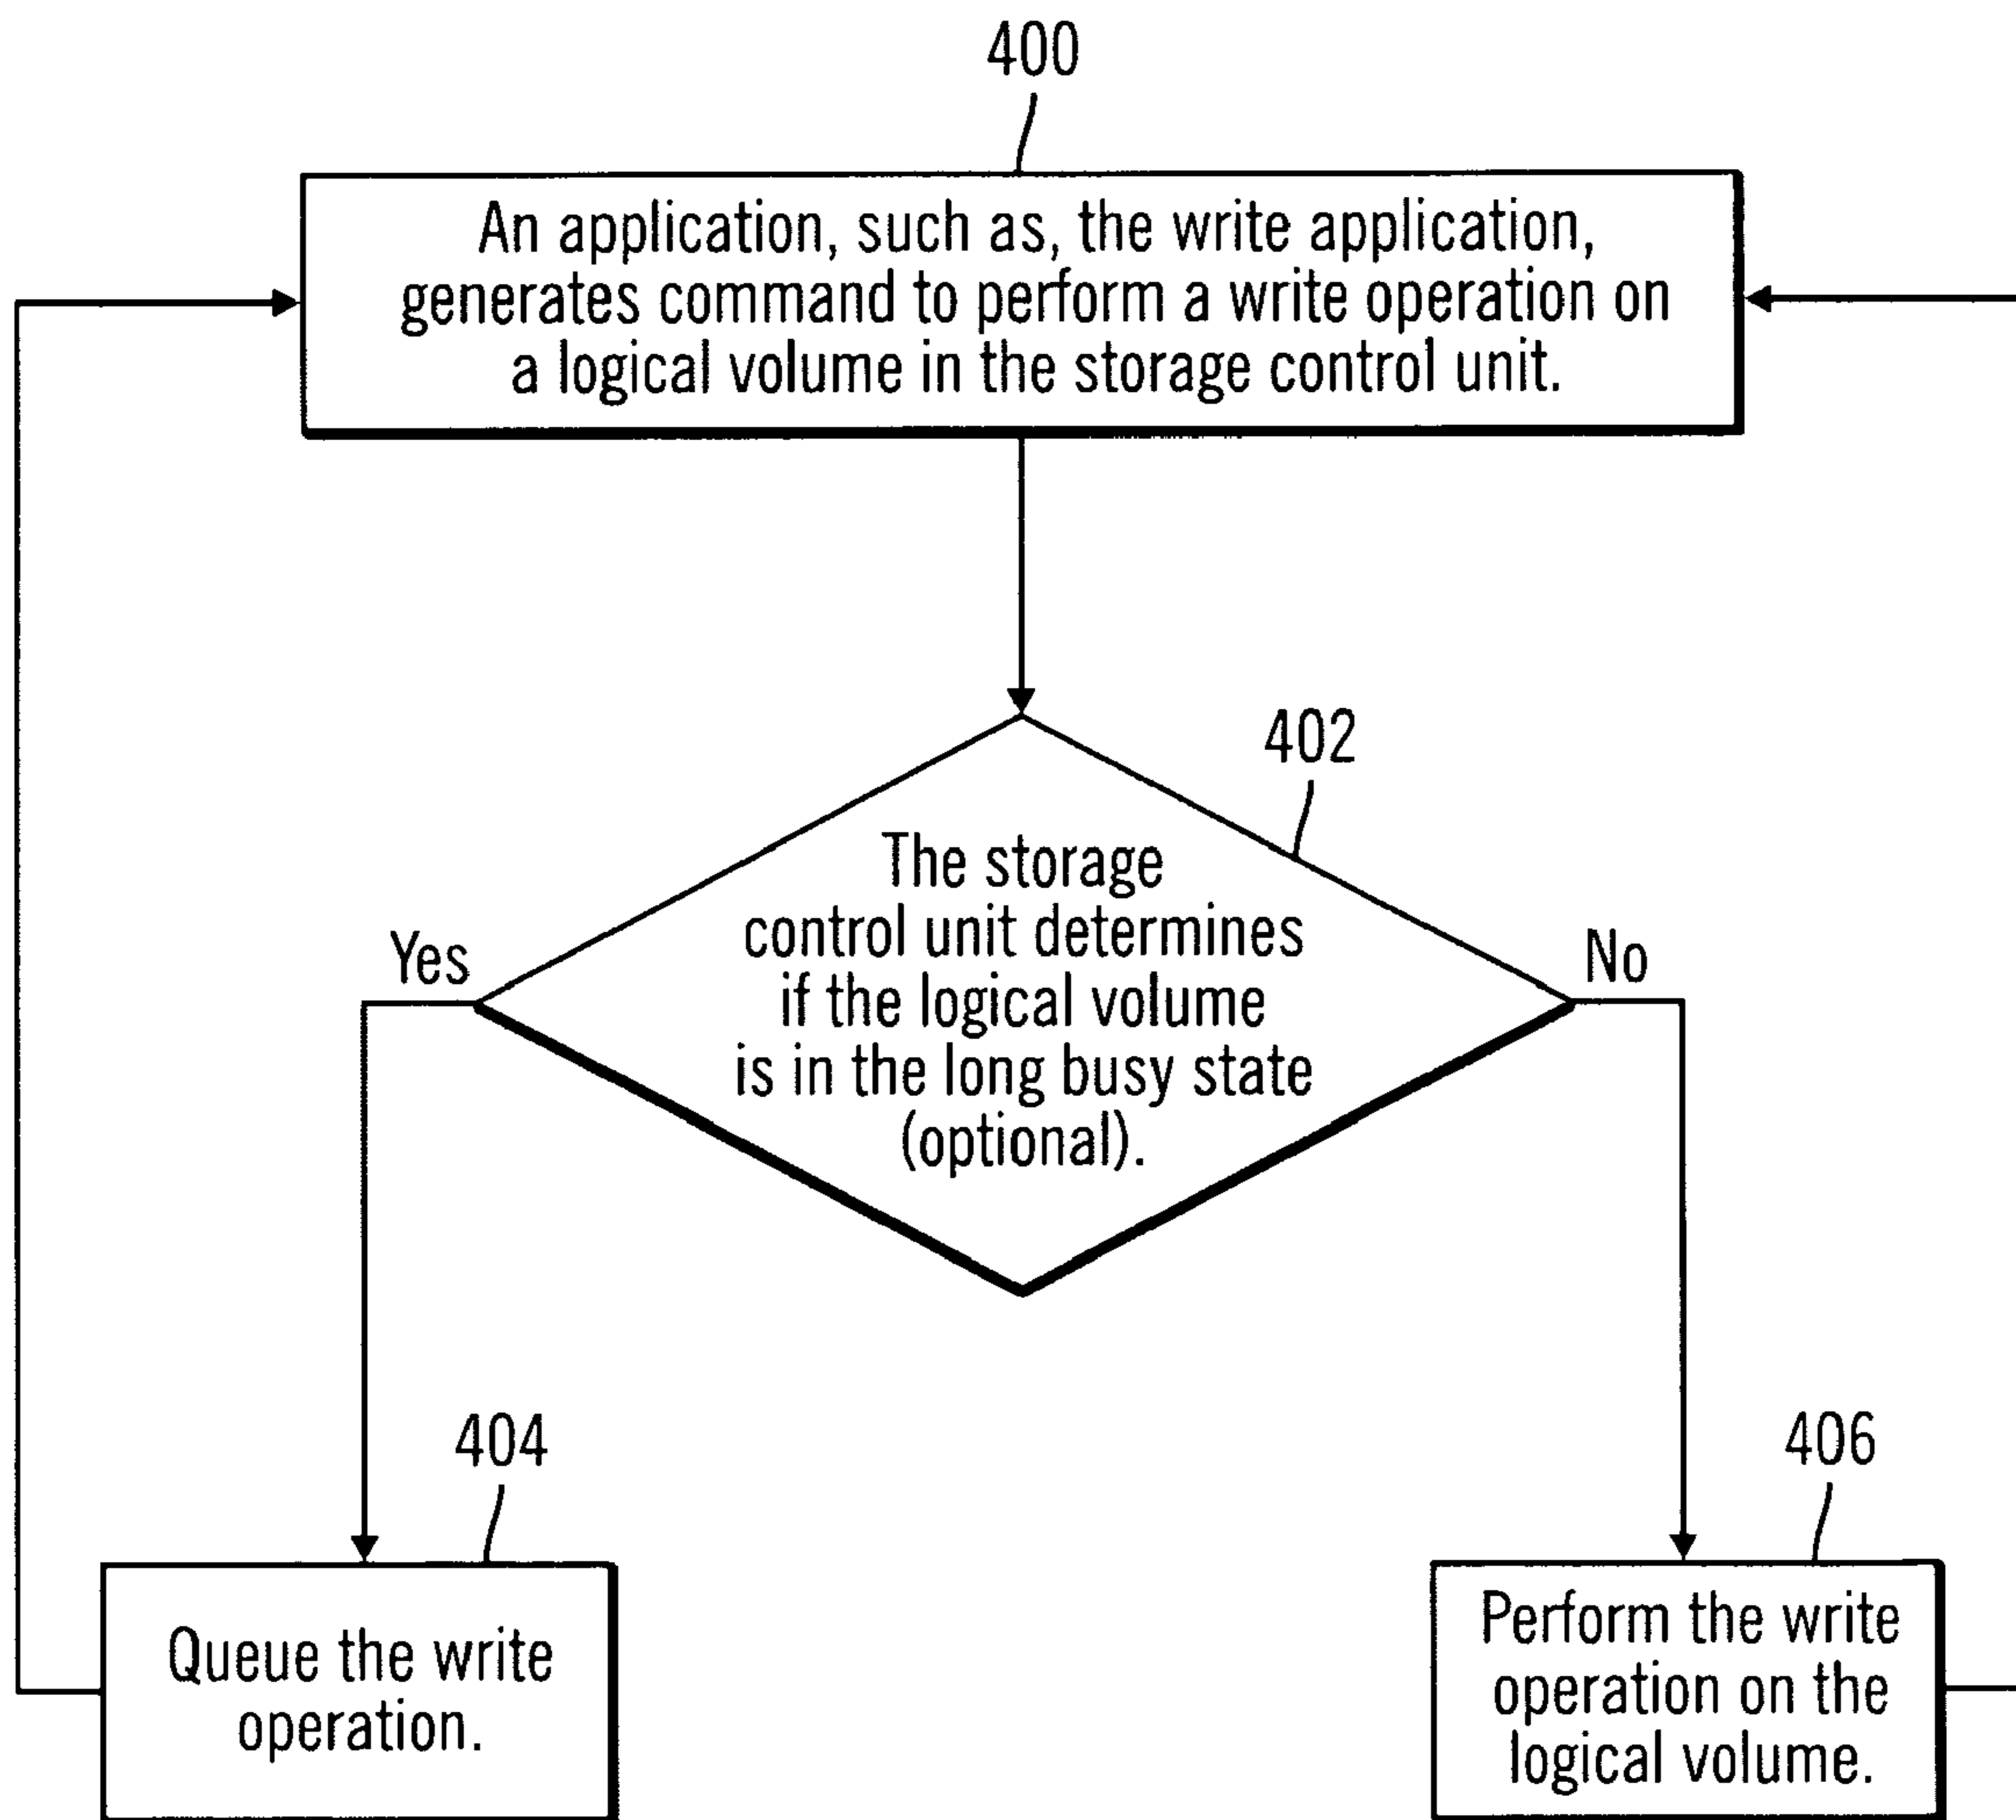 400
An application, such as, the write application,
generates command to perform a write operation on
a logical volume in the storage control unit.
402
The storage
control unit determines
if the logical volume
is in the long busy state
(optional).
Yes
No
404
Queue the write
operation.
406
Perform the write
operation on the
logical volume.